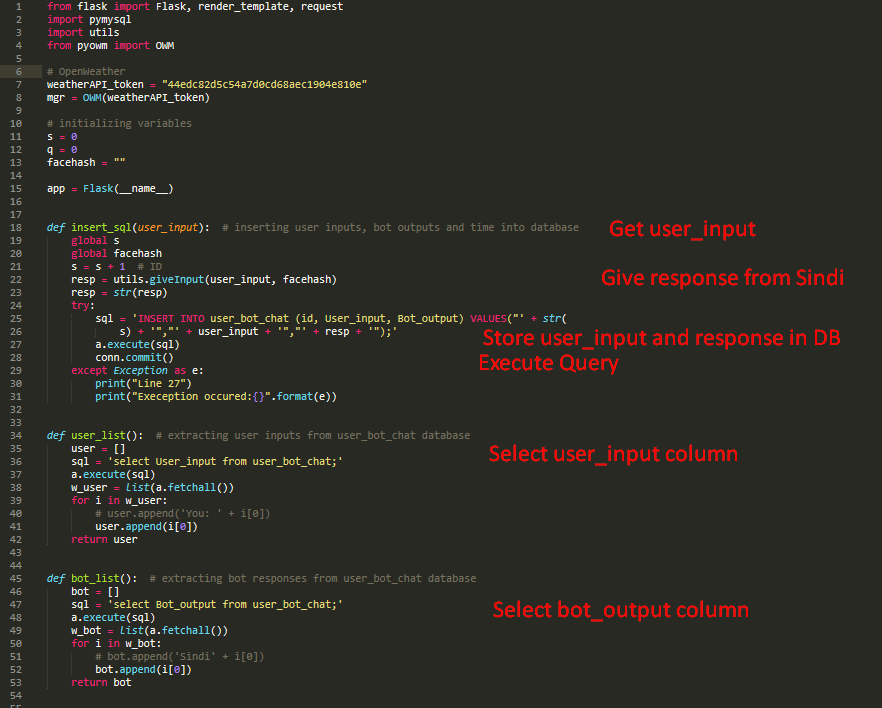 1 from flask import Flask, render_template, request
2 import pymysql
3 import utils
4 from pyowm import OWM
5
6 # OpenWeather
7 weatherAPI_token = "44edc82d5c54a7d0cd68aec1904e810e"
8 mgr = OWM(weatherAPI_token)
9
10 # initializing variables
11 s = 0
12 q = 0
13 facehash = ""
14
15 app = Flask(__name__)
16
17
18 def insert_sql(user_input):  # inserting user inputs, bot outputs and time into database
Get user_input
19     global s
20     global facehash
21     s = s + 1  # ID
22     resp = utils.giveInput(user_input, facehash)
Give response from Sindi
23     resp = str(resp)
24     try:
25         sql = 'INSERT INTO user_bot_chat (id, User_input, Bot_output) VALUES("' + str(
26             s) + '","' + user_input + '","' + resp + '");'
Store user_input and response in DB
27         a.execute(sql)
28         conn.commit()
Execute Query
29     except Exception as e:
30         print("Line 27")
31         print("Exeception occured:{}".format(e))
32
33
34 def user_list():  # extracting user inputs from user_bot_chat database
35     user = []
Select user_input column
36     sql = 'select User_input from user_bot_chat;'
37     a.execute(sql)
38     w_user = list(a.fetchall())
39     for i in w_user:
40         # user.append('You: ' + i[0])
41         user.append(i[0])
42     return user
43
44
45 def bot_list():  # extracting bot responses from user_bot_chat database
46     bot = []
47     sql = 'select Bot_output from user_bot_chat;'
Select bot_output column
48     a.execute(sql)
49     w_bot = list(a.fetchall())
50     for i in w_bot:
51         # bot.append('Sindi' + i[0])
52         bot.append(i[0])
53     return bot
54